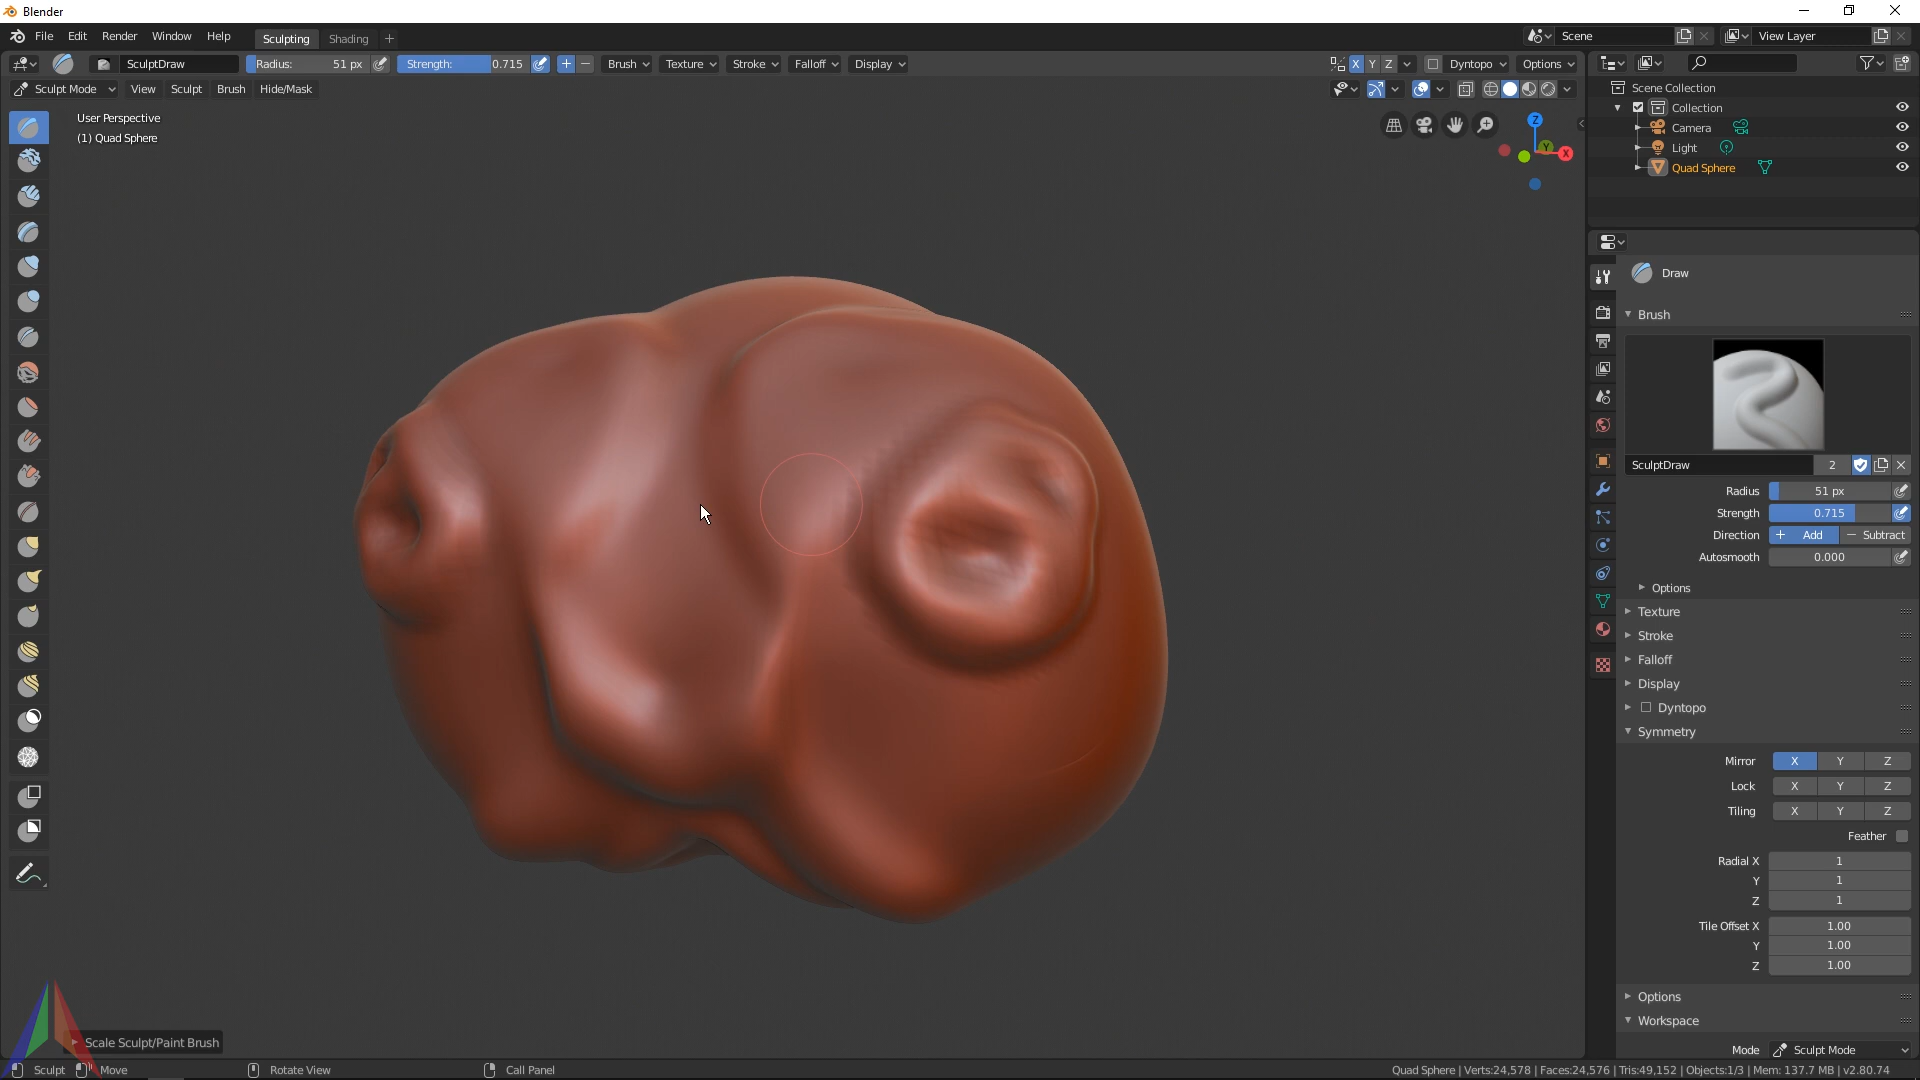 Blender
File Edit Render Window Help Sculpting Shading + Scene View Layer
SculptDraw Radius: 51 px Strength: 0.715 Brush Texture Stroke Falloff Display X Y Z Dyntopo Options
Sculpt Mode View Sculpt Brush Hide/Mask
User Perspective
(1) Quad Sphere
Z
Y
X
Scene Collection
Collection
Camera
Light
Quad Sphere
Draw
Brush
SculptDraw 2
Radius 51 px
Strength 0.715
Direction + Add − Subtract
Autosmooth 0.000
Options
Texture
Stroke
Falloff
Display
Dyntopo
Symmetry
Mirror X Y Z
Lock X Y Z
Tiling X Y Z
Feather
Radial X 1
Y 1
Z 1
Tile Offset X 1.00
Y 1.00
Z 1.00
Options
Workspace
Mode Sculpt Mode
Scale Sculpt/Paint Brush
Sculpt Move Rotate View Call Panel Quad Sphere | Verts:24,578 | Faces:24,576 | Tris:49,152 | Objects:1/3 | Mem: 137.7 MB | v2.80.74